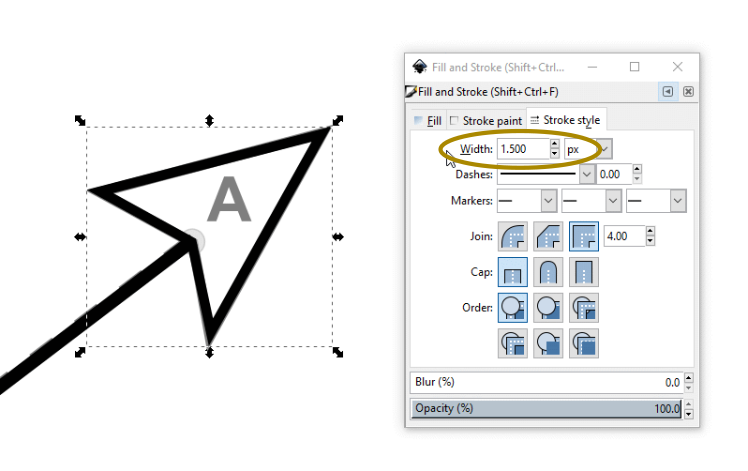 A
Fill and Stroke (Shift+Ctrl...
Fill and Stroke (Shift+Ctrl+F)
Fill
Stroke paint
Stroke style
Width: 1.500 px
Dashes: 0.00
Markers:
Join: 4.00
Cap:
Order:
Blur (%) 0.0
Opacity (%) 100.0